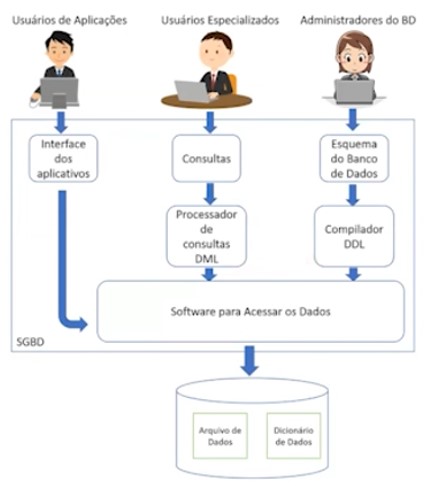 Usuários de Aplicações
Usuários Especializados
Administradores do BD
Interface
dos
aplicativos
Consultas
Esquema
do Banco
de Dados
Processador
de
consultas
DML
Compilador
DDL
Software para Acessar os Dados
SGBD
Arquivo de
Dados
Dicionário
de Dados